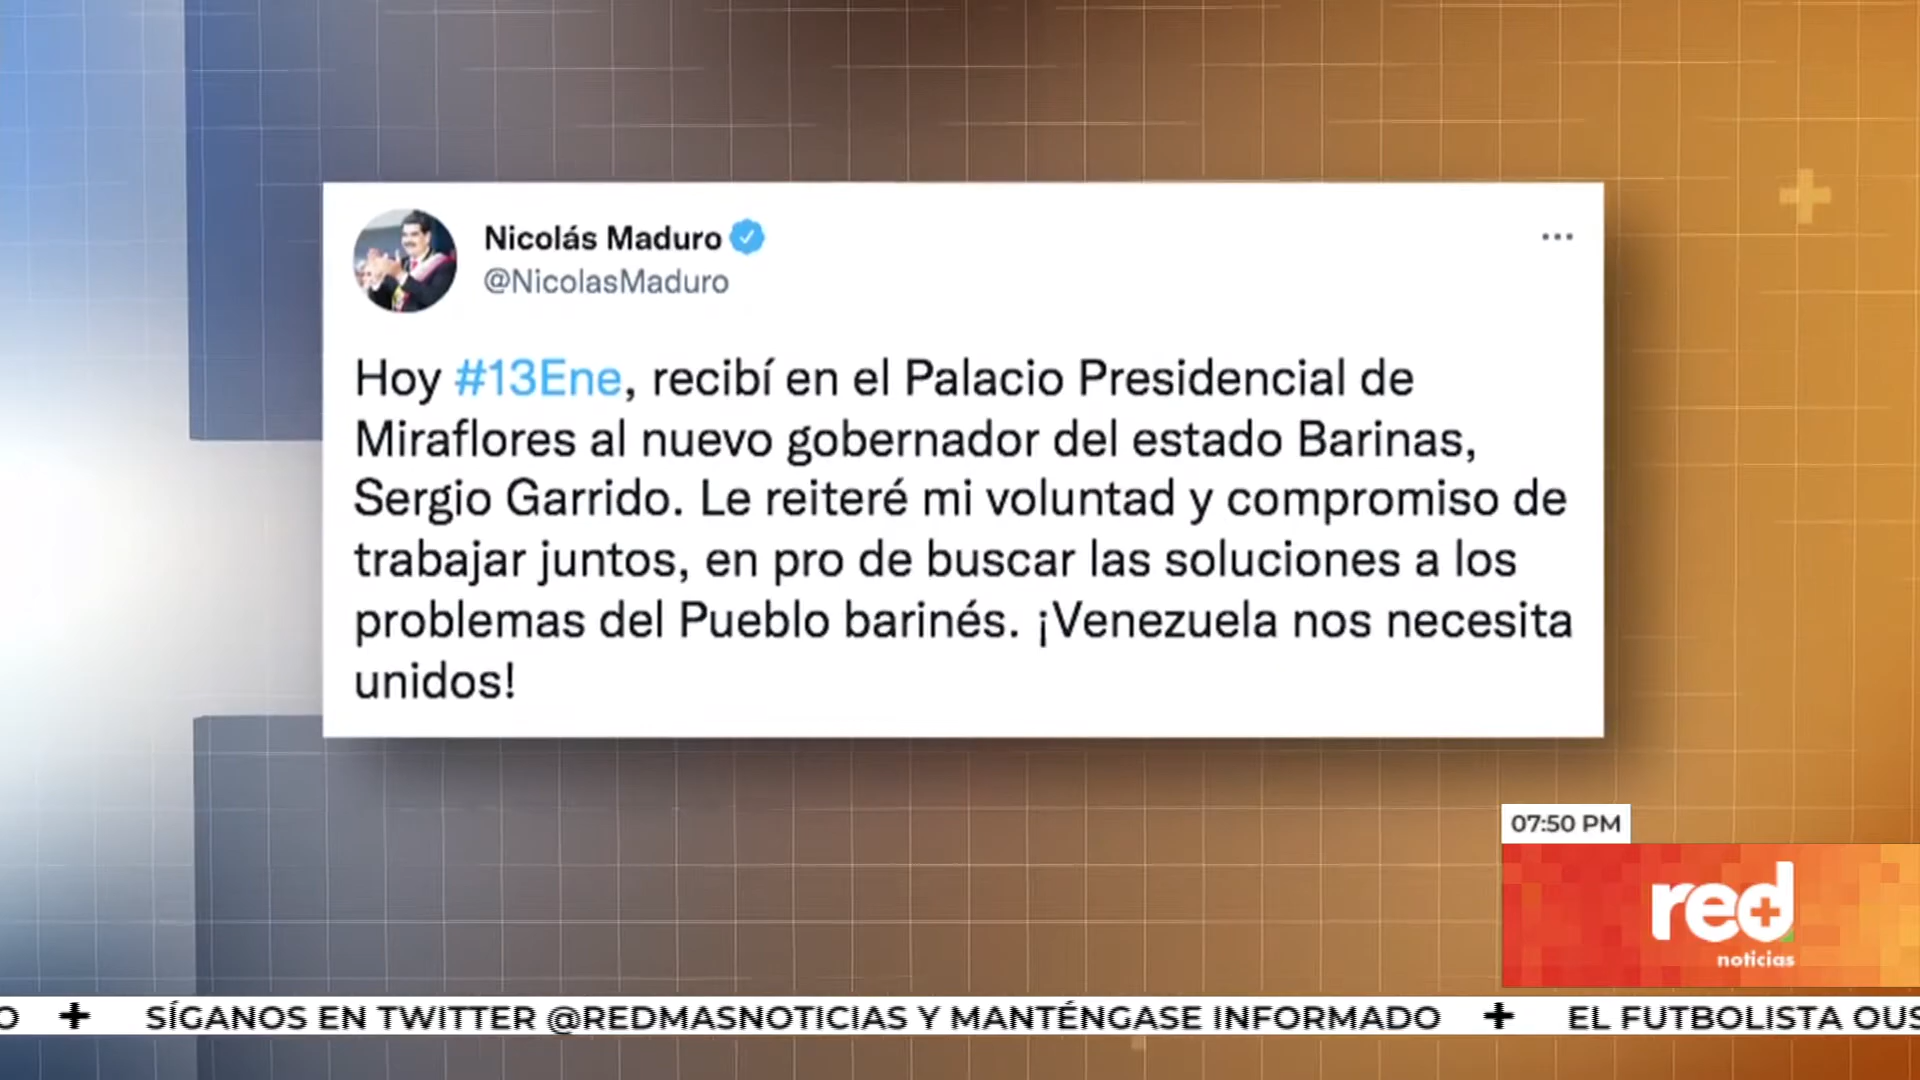 Nicolás Maduro
@NicolasMaduro
Hoy #13Ene, recibí en el Palacio Presidencial de
Miraflores al nuevo gobernador del estado Barinas,
Sergio Garrido. Le reiteré mi voluntad y compromiso de
trabajar juntos, en pro de buscar las soluciones a los
problemas del Pueblo barinés. ¡Venezuela nos necesita
unidos!
07:50 PM
red
noticias
SÍGANOS EN TWITTER @REDMASNOTICIAS Y MANTÉNGASE INFORMADO + EL FUTBOLISTA